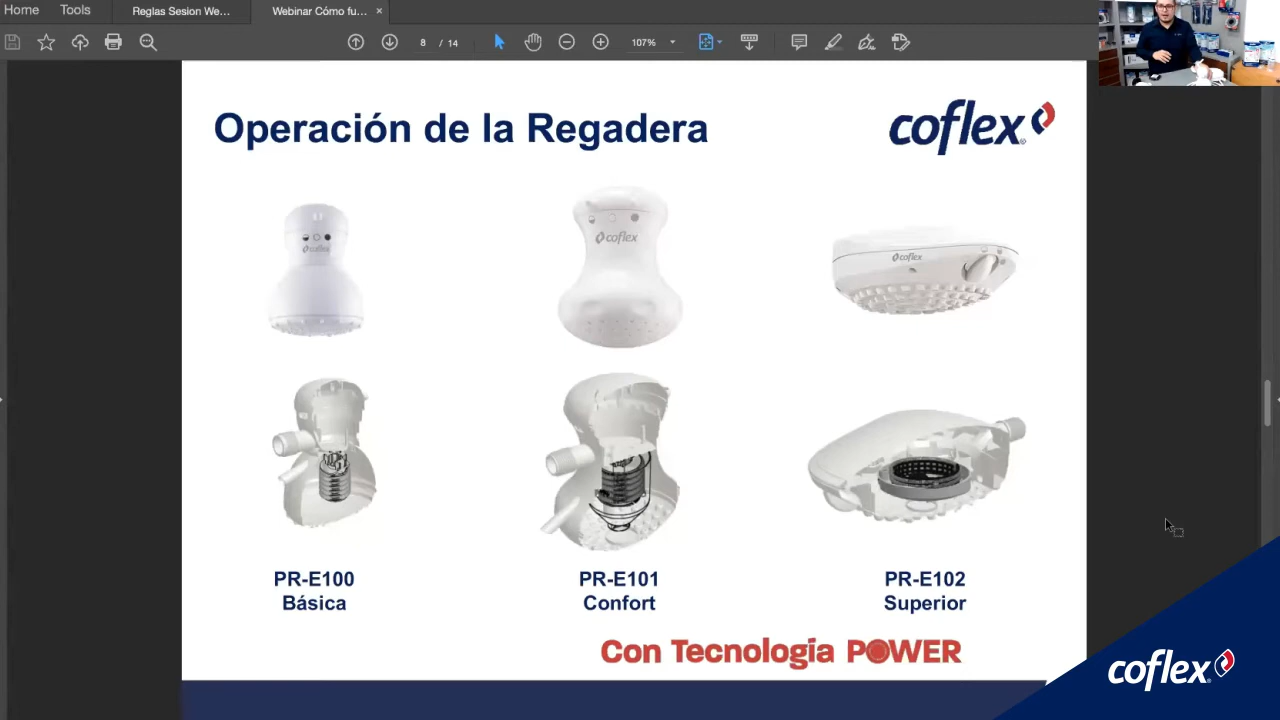 Home
Tools
Reglas Sesion We...
Webinar Cómo fu...
×
8 / 14
107%
Operación de la Regadera
coflex
coflex
coflex
coflex
PR-E100
Básica
PR-E101
Confort
PR-E102
Superior
Con Tecnología POWER
coflex